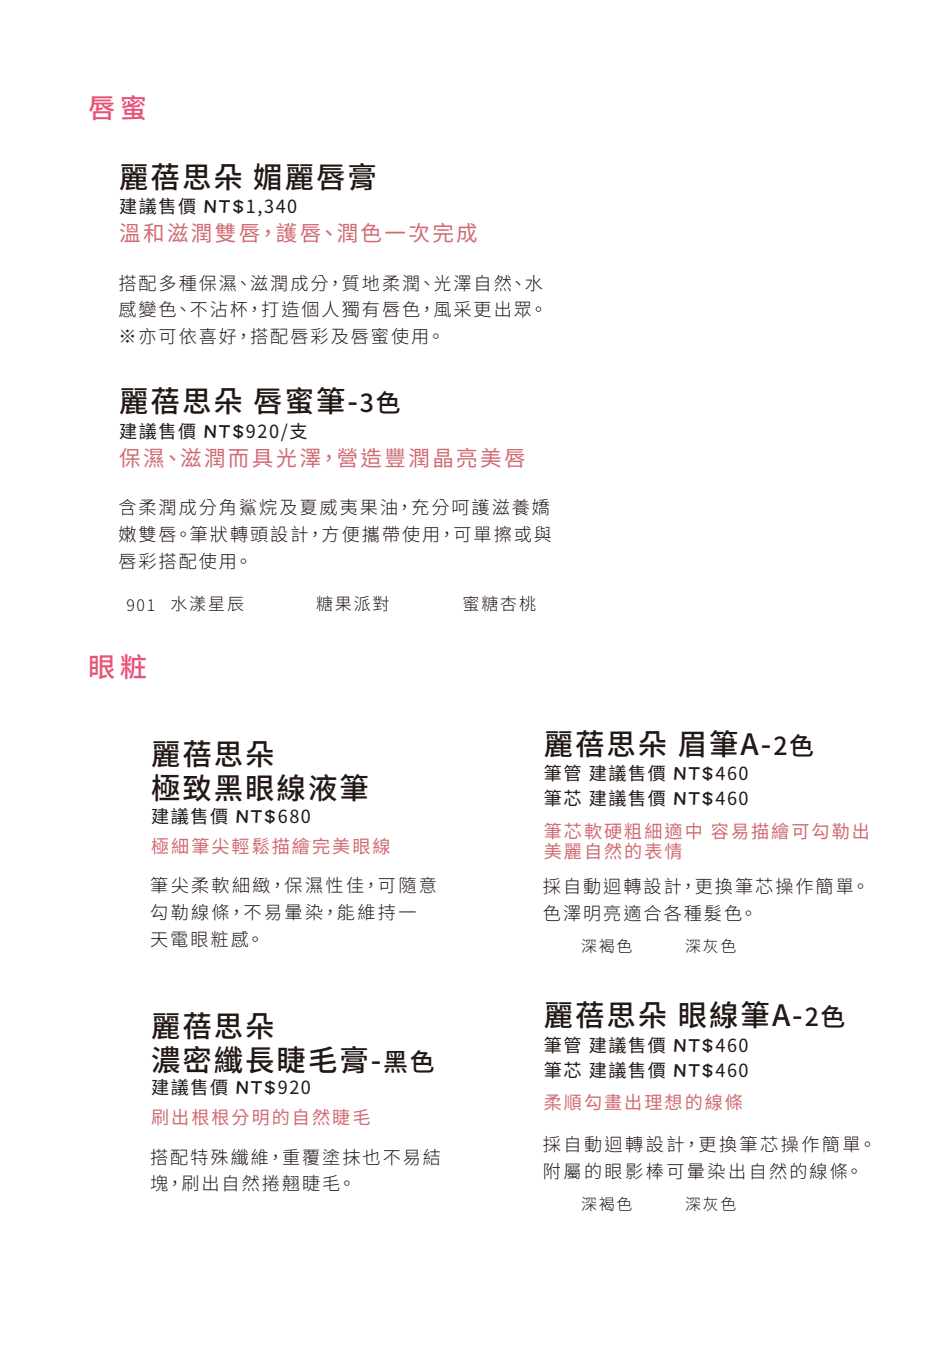 唇蜜
麗蓓思朵 媚麗唇膏
建議售價 NT$1,340
溫和滋潤雙唇，護唇、潤色一次完成
搭配多種保濕、滋潤成分，質地柔潤、光澤自然、水
感變色、不沾杯，打造個人獨有唇色，風采更出眾。
※亦可依喜好，搭配唇彩及唇蜜使用。
麗蓓思朵 唇蜜筆-3色
建議售價 NT$920/支
保濕、滋潤而具光澤，營造豐潤晶亮美唇
含柔潤成分角鯊烷及夏威夷果油，充分呵護滋養嬌
嫩雙唇。筆狀轉頭設計，方便攜帶使用，可單擦或與
唇彩搭配使用。
901 水漾星辰 糖果派對 蜜糖杏桃
眼粧
麗蓓思朵
極致黑眼線液筆
建議售價 NT$680
極細筆尖輕鬆描繪完美眼線
筆尖柔軟細緻，保濕性佳，可隨意
勾勒線條，不易暈染，能維持一
天電眼粧感。
麗蓓思朵 眉筆A-2色
筆管 建議售價 NT$460
筆芯 建議售價 NT$460
筆芯軟硬粗細適中 容易描繪可勾勒出
美麗自然的表情
採自動迴轉設計，更換筆芯操作簡單。
色澤明亮適合各種髮色。
深褐色 深灰色
麗蓓思朵
濃密纖長睫毛膏-黑色
建議售價 NT$920
刷出根根分明的自然睫毛
搭配特殊纖維，重覆塗抹也不易結
塊，刷出自然捲翹睫毛。
麗蓓思朵 眼線筆A-2色
筆管 建議售價 NT$460
筆芯 建議售價 NT$460
柔順勾畫出理想的線條
採自動迴轉設計，更換筆芯操作簡單。
附屬的眼影棒可暈染出自然的線條。
深褐色 深灰色